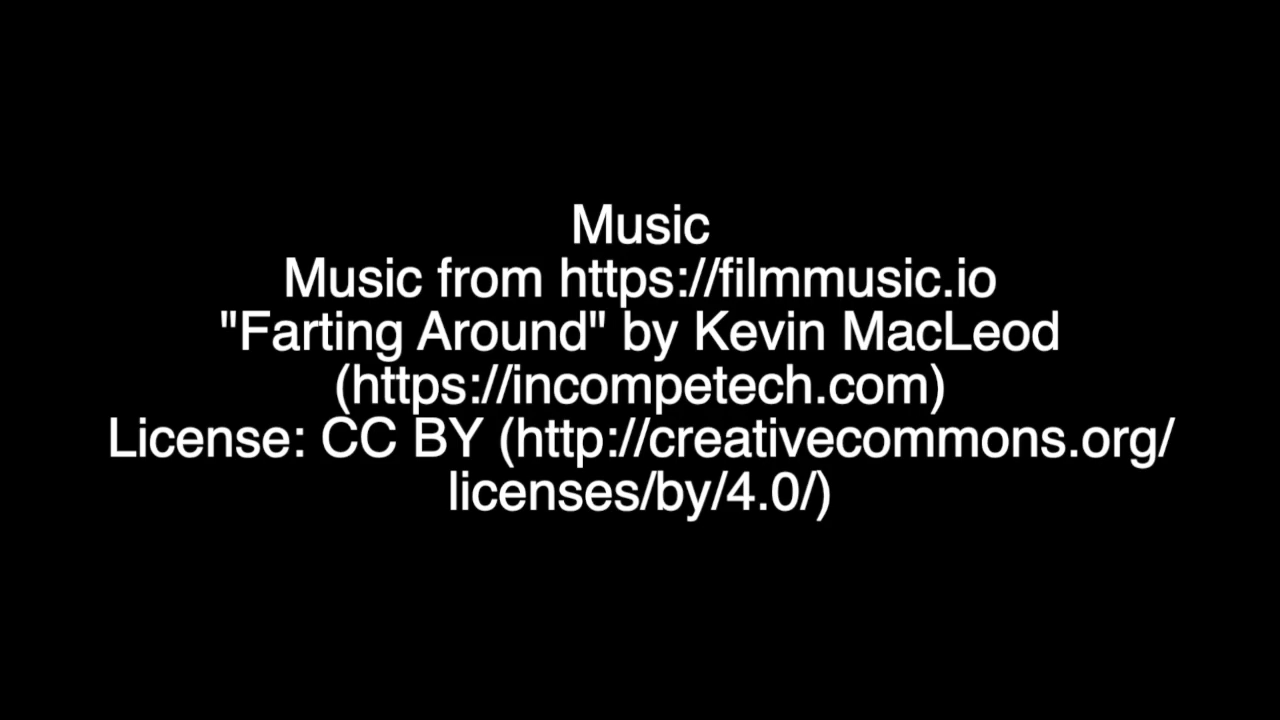 Music
Music from https://filmmusic.io
"Farting Around" by Kevin MacLeod
(https://incompetech.com)
License: CC BY (http://creativecommons.org/
licenses/by/4.0/)